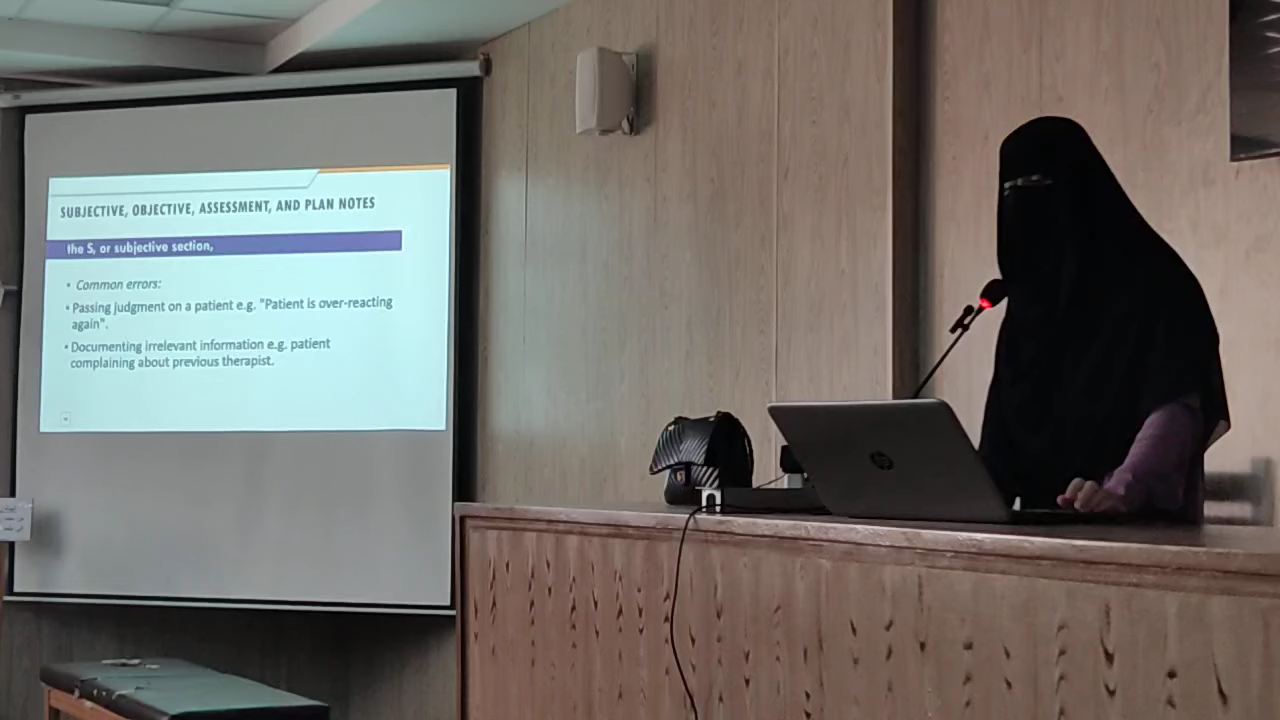 SUBJECTIVE, OBJECTIVE, ASSESSMENT, AND PLAN NOTES
the S, or subjective section,
• Common errors:
• Passing judgment on a patient e.g. "Patient is over-reacting
again".
• Documenting irrelevant information e.g. patient
complaining about previous therapist.
hp